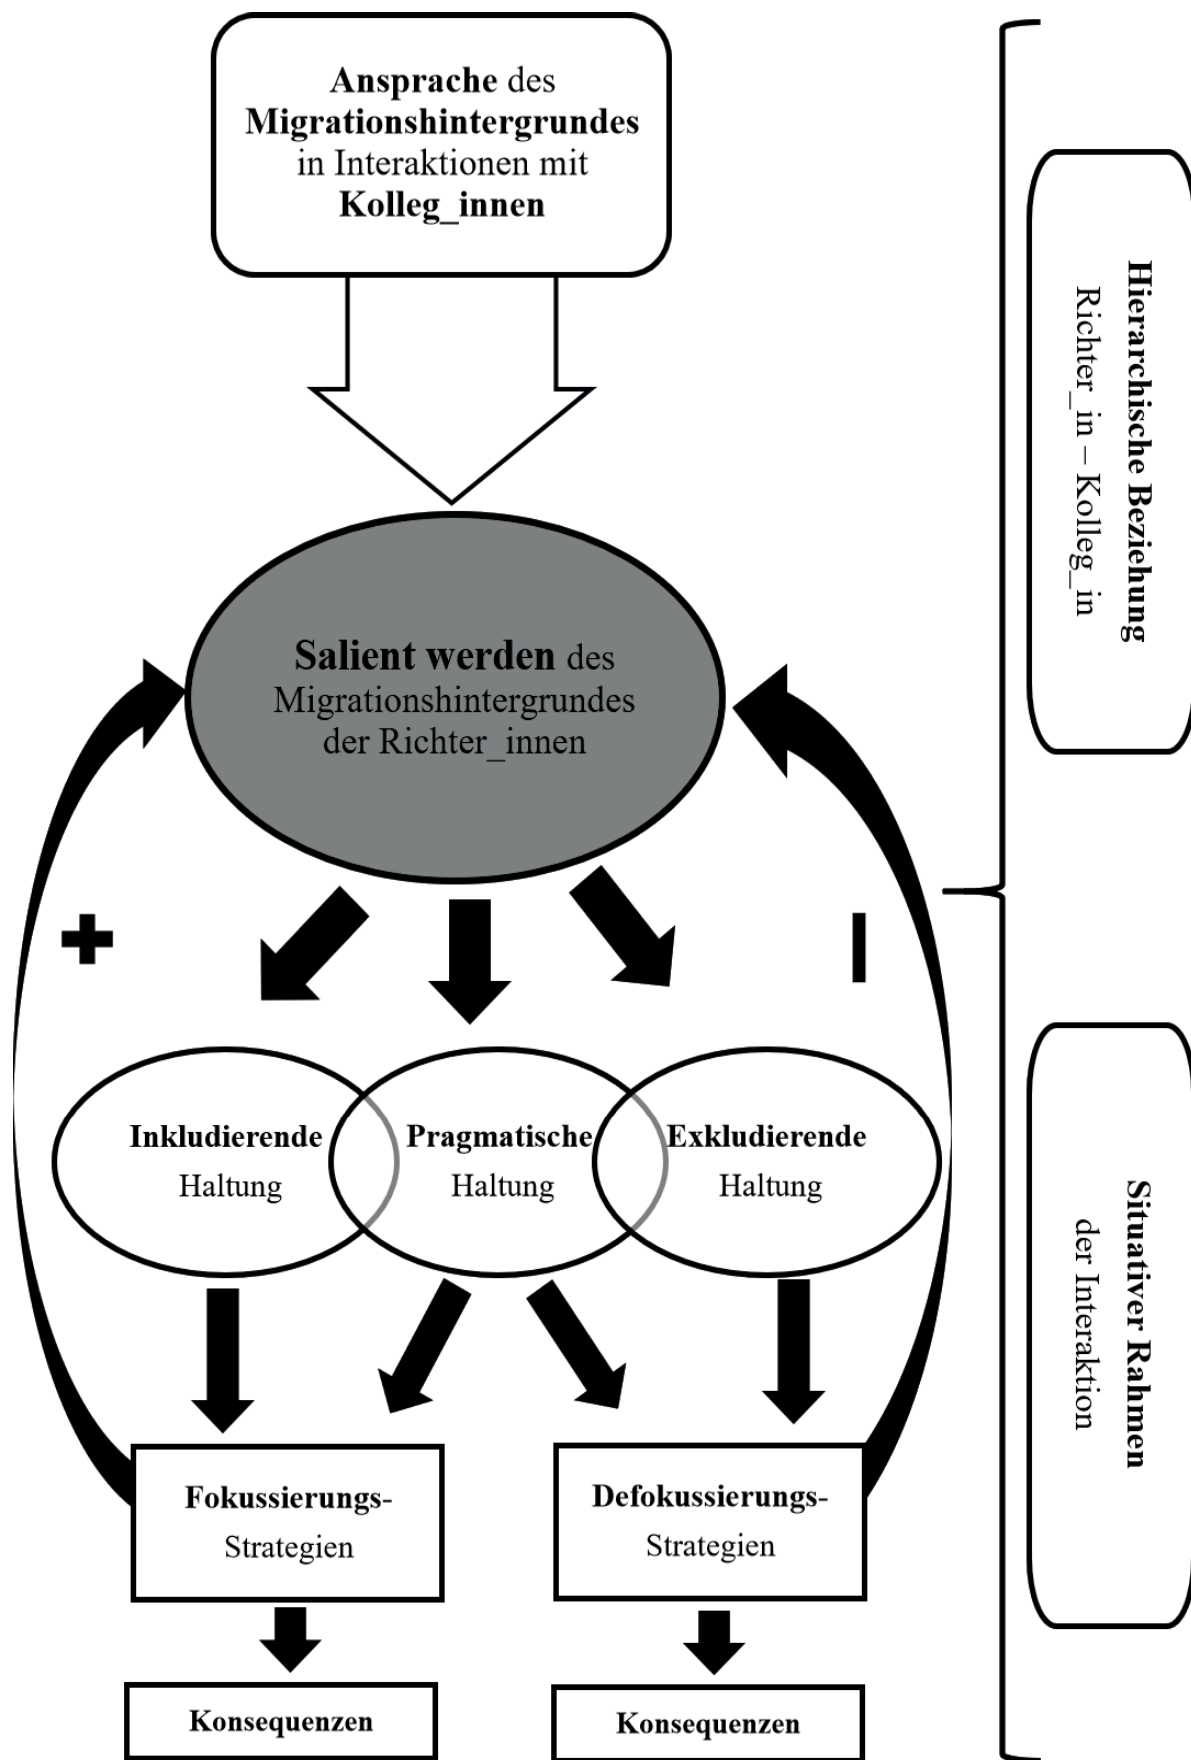 Ansprache des
Migrationshintergrundes
in Interaktionen mit
Kolleg_innen
Hierarchische Beziehung
Richter_in – Kolleg_in
Salient werden des
Migrationshintergrundes
der Richter_innen
+
–
Inkludierende
Haltung
Pragmatische
Haltung
Exkludierende
Haltung
Situativer Rahmen
der Interaktion
Fokussierungs-
Strategien
Defokussierungs-
Strategien
Konsequenzen
Konsequenzen